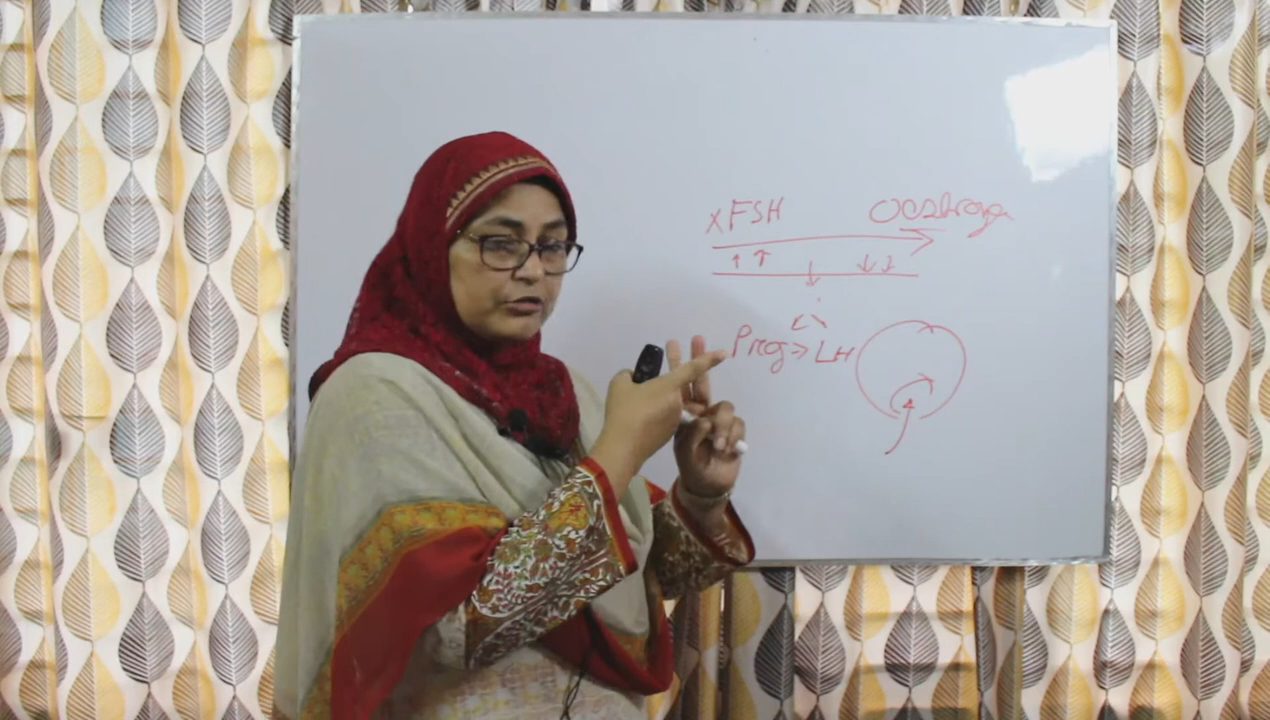 xFSH Oestrogen
↑ ↑ ↓ ↓ ↓
Prog > LH